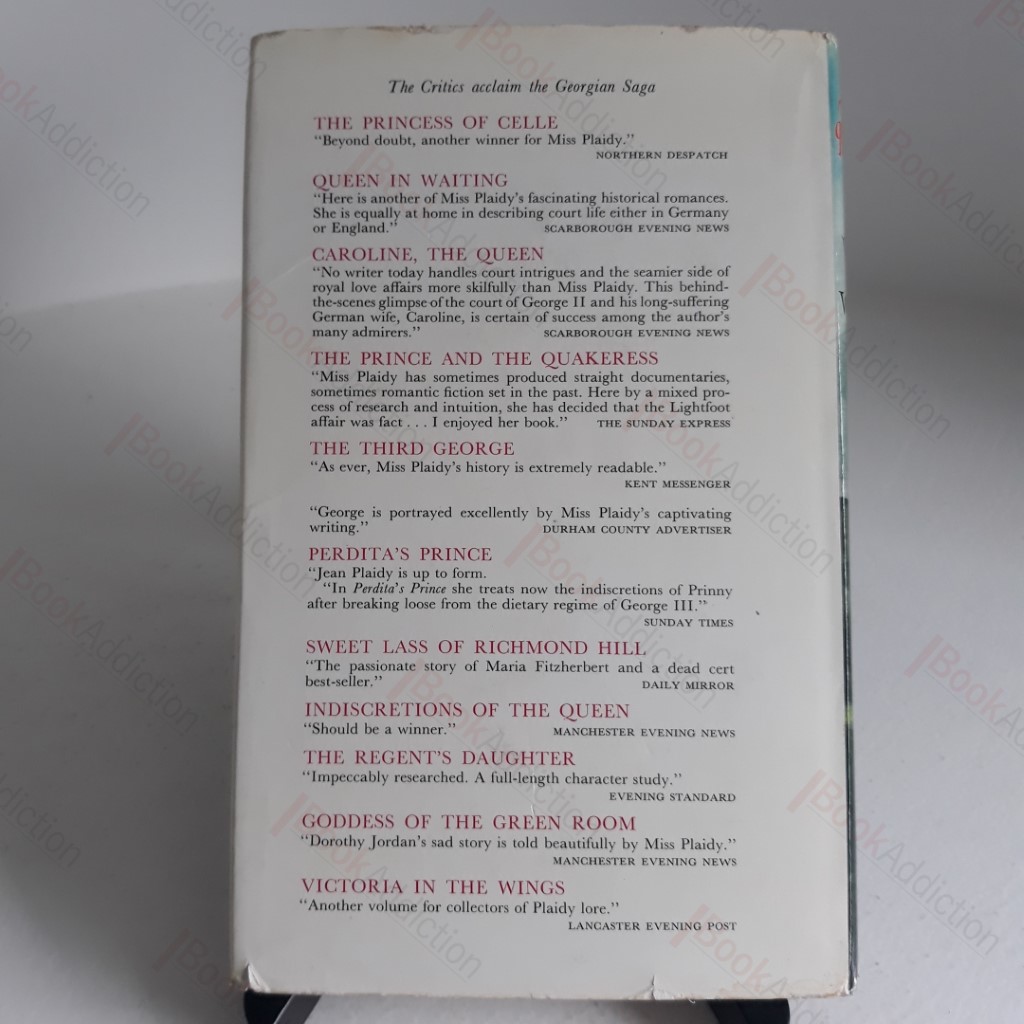 The Critics acclaim the Georgian Saga
THE PRINCESS OF CELLE
“Beyond doubt, another winner for Miss Plaidy.”
NORTHERN DESPATCH
QUEEN IN WAITING
“Here is another of Miss Plaidy’s fascinating historical romances.
She is equally at home in describing court life either in Germany
or England.” SCARBOROUGH EVENING NEWS
CAROLINE, THE QUEEN
“No writer today handles court intrigues and the seamier side of
royal love affairs more skilfully than Miss Plaidy. This behind-
the-scenes glimpse of the court of George II and his long-suffering
German wife, Caroline, is certain of success among the author’s
many admirers.” SCARBOROUGH EVENING NEWS
THE PRINCE AND THE QUAKERESS
“Miss Plaidy has sometimes produced straight documentaries,
sometimes romantic fiction set in the past. Here by a mixed pro-
cess of research and intuition, she has decided that the Lightfoot
affair was fact . . . I enjoyed her book.” THE SUNDAY EXPRESS
THE THIRD GEORGE
“As ever, Miss Plaidy’s history is extremely readable.”
KENT MESSENGER
“George is portrayed excellently by Miss Plaidy’s captivating
writing.” DURHAM COUNTY ADVERTISER
PERDITA’S PRINCE
“Jean Plaidy is up to form.
“In Perdita’s Prince she treats now the indiscretions of Prinny
after breaking loose from the dietary regime of George III.”
SUNDAY TIMES
SWEET LASS OF RICHMOND HILL
“The passionate story of Maria Fitzherbert and a dead cert
best-seller.” DAILY MIRROR
INDISCRETIONS OF THE QUEEN
“Should be a winner.” MANCHESTER EVENING NEWS
THE REGENT’S DAUGHTER
“Impeccably researched. A full-length character study.”
EVENING STANDARD
GODDESS OF THE GREEN ROOM
“Dorothy Jordan’s sad story is told beautifully by Miss Plaidy.”
MANCHESTER EVENING NEWS
VICTORIA IN THE WINGS
“Another volume for collectors of Plaidy lore.”
LANCASTER EVENING POST
BookAddiction